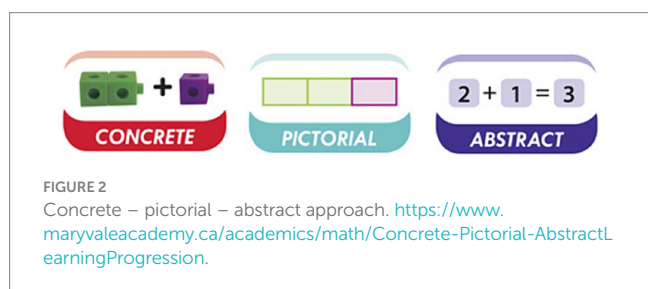 +
2 + 1 = 3
CONCRETE
PICTORIAL
ABSTRACT
FIGURE 2
Concrete – pictorial – abstract approach. https://www.
maryvaleacademy.ca/academics/math/Concrete-Pictorial-AbstractL
earningProgression.